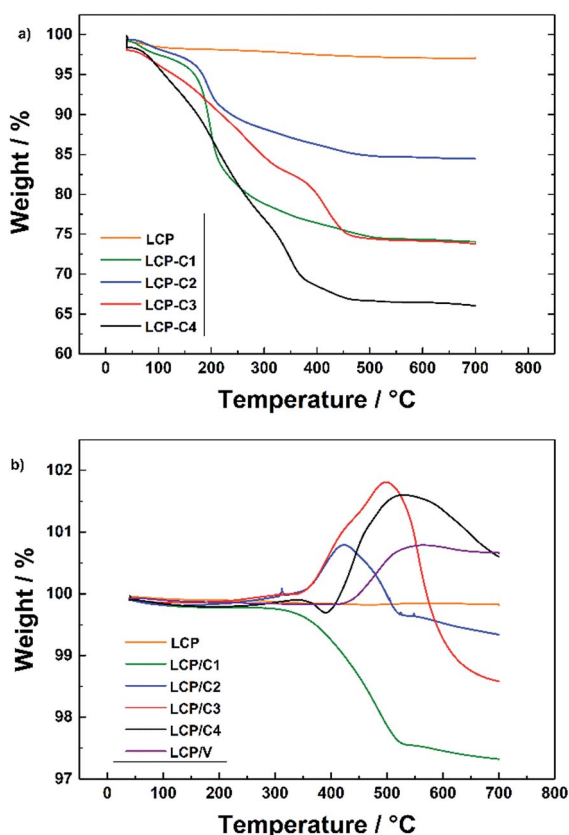 a)
100
95
90
85
80
75
70
65
60
Weight / %
LCP
LCP-C1
LCP-C2
LCP-C3
LCP-C4
0 100 200 300 400 500 600 700 800
Temperature / °C
b)
102
101
100
99
98
97
Weight / %
LCP
LCP/C1
LCP/C2
LCP/C3
LCP/C4
LCP/V
0 100 200 300 400 500 600 700 800
Temperature / °C